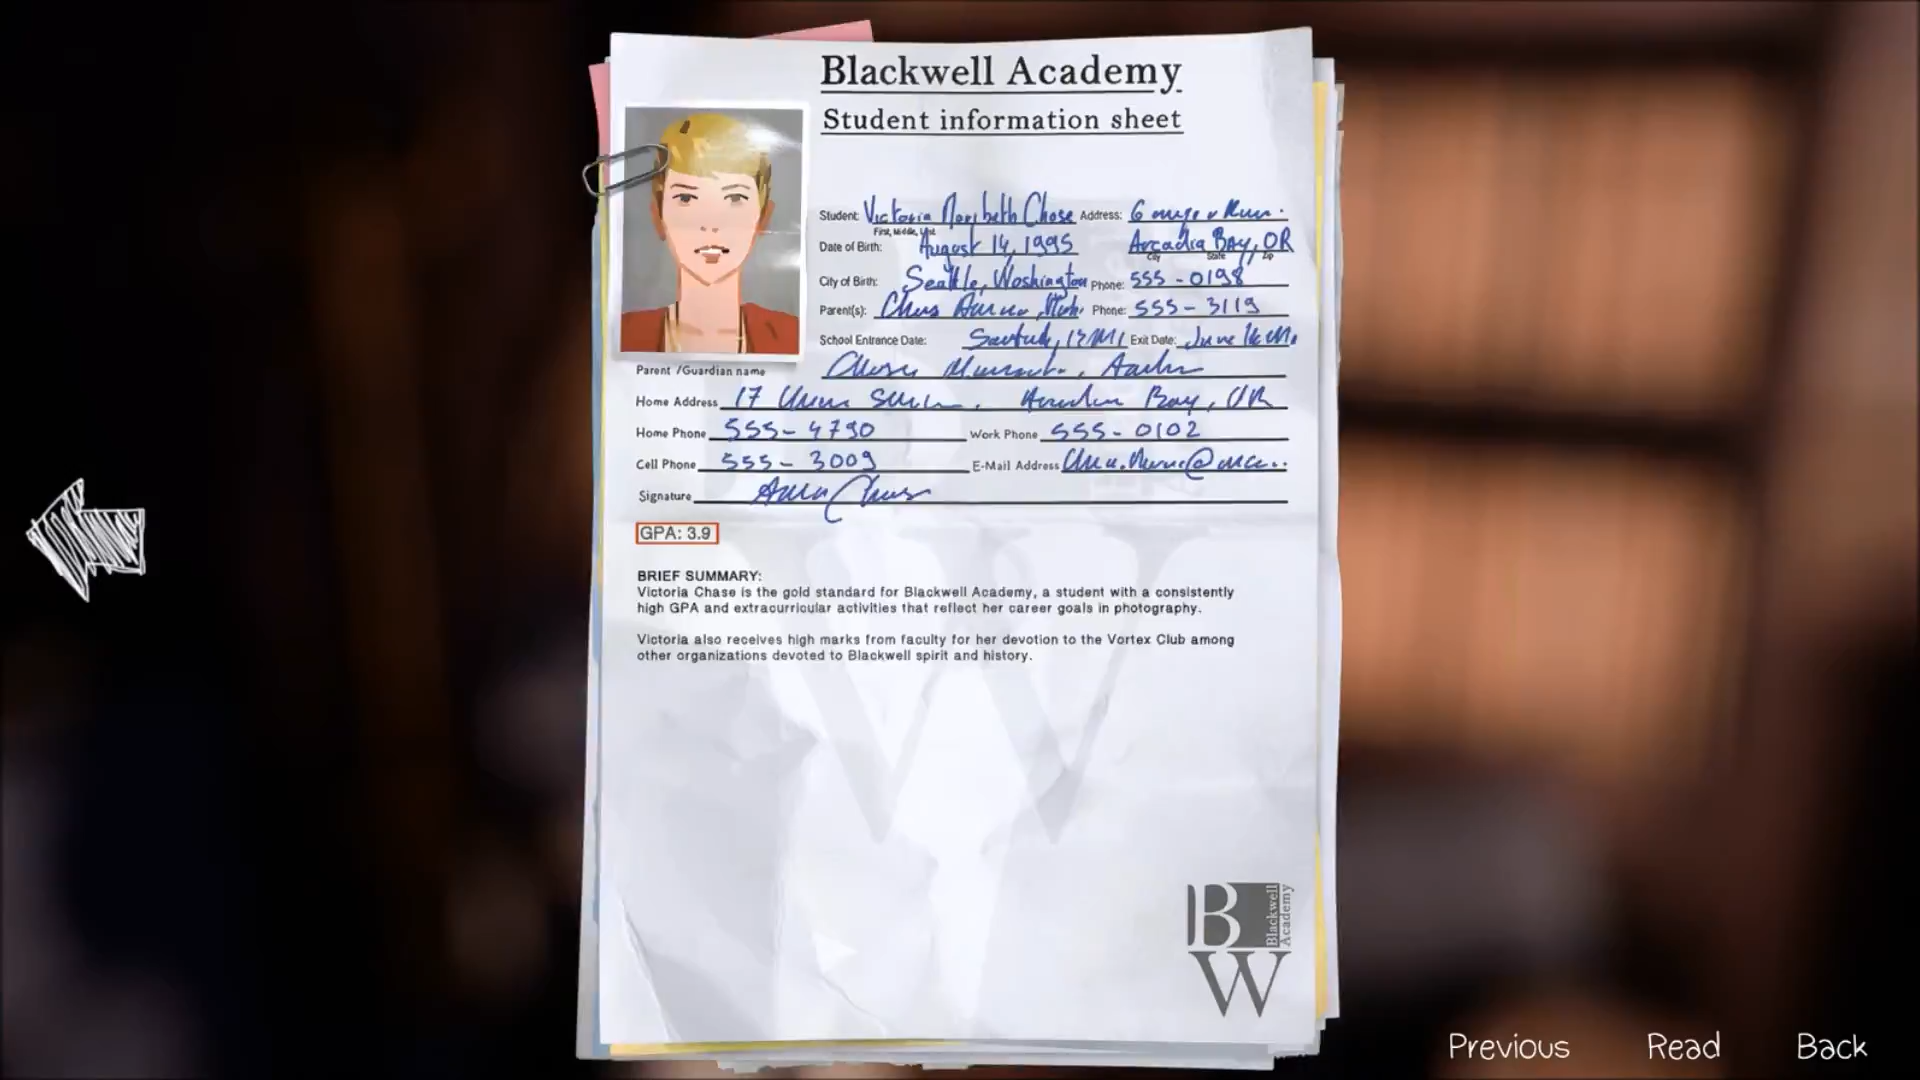 Blackwell Academy
Student information sheet
Student: Victoria Maribeth Chase Address:
First, Middle, Last
Date of Birth: August 14, 1995 Arcadia Bay, OR
City State Zip
City of Birth: Seattle, Washington Phone: 555-0198
Parent(s): Phone: 555-3119
School Entrance Date: Exit Date: June
Parent /Guardian name
Home Address 17 Bay, OR
Home Phone 555-4790 Work Phone 555-0102
Cell Phone 555-3009 E-Mail Address
Signature
GPA: 3.9
BRIEF SUMMARY:
Victoria Chase is the gold standard for Blackwell Academy, a student with a consistently
high GPA and extracurricular activities that reflect her career goals in photography.
Victoria also receives high marks from faculty for her devotion to the Vortex Club among
other organizations devoted to Blackwell spirit and history.
B Blackwell Academy
W
Previous Read Back